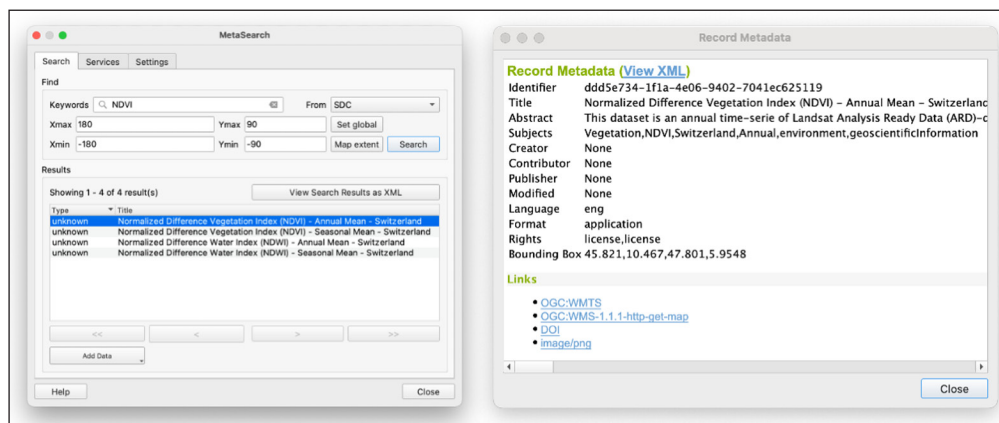 MetaSearch
Search Services Settings
Find
Keywords NDVI From SDC
Xmax 180 Ymax 90 Set global
Xmin -180 Ymin -90 Map extent Search
Results
Showing 1 - 4 of 4 result(s) View Search Results as XML
Type Title
unknown Normalized Difference Vegetation Index (NDVI) - Annual Mean - Switzerland
unknown Normalized Difference Vegetation Index (NDVI) - Seasonal Mean - Switzerland
unknown Normalized Difference Water Index (NDWI) - Annual Mean - Switzerland
unknown Normalized Difference Water Index (NDWI) - Seasonal Mean - Switzerland
<< < > >>
Add Data
Help Close
Record Metadata
Record Metadata (View XML)
Identifier ddd5e734-1f1a-4e06-9402-7041ec625119
Title Normalized Difference Vegetation Index (NDVI) - Annual Mean - Switzerland
Abstract This dataset is an annual time-serie of Landsat Analysis Ready Data (ARD)-d
Subjects Vegetation,NDVI,Switzerland,Annual,environment,geoscientificInformation
Creator None
Contributor None
Publisher None
Modified None
Language eng
Format application
Rights license,license
Bounding Box 45.821,10.467,47.801,5.9548
Links
OGC:WMTS
OGC:WMS-1.1.1-http-get-map
DOI
image/png
Close